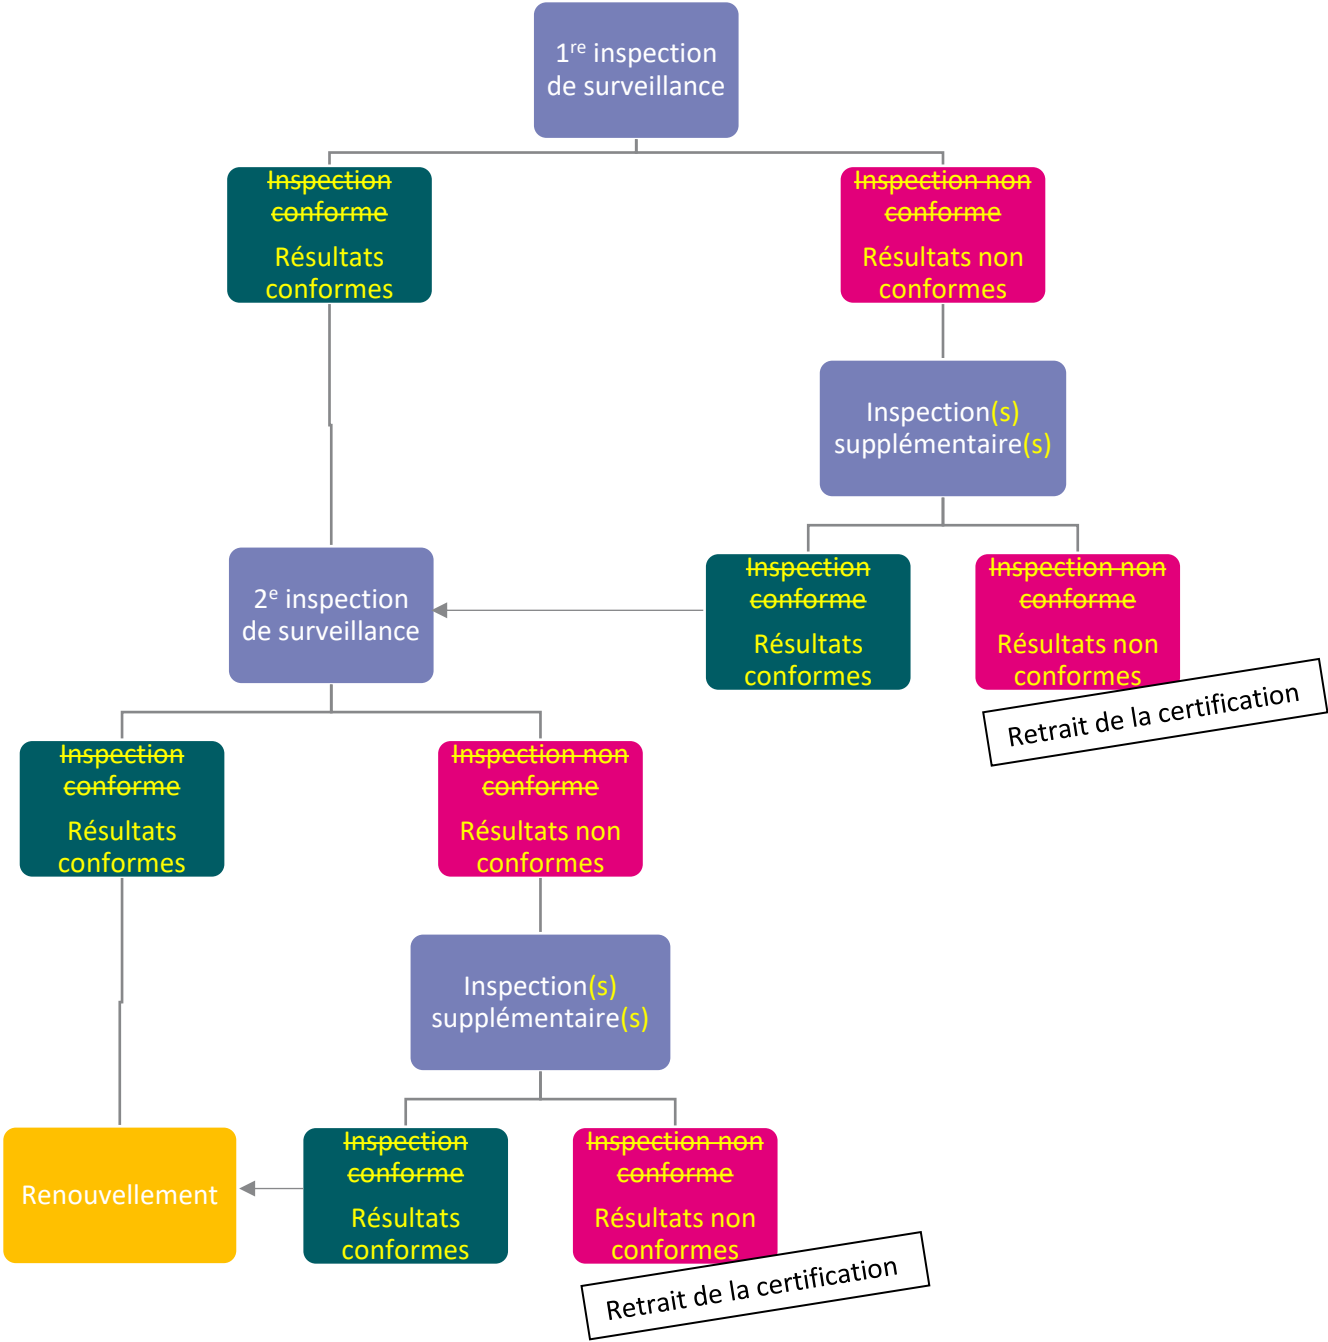 1re inspection
de surveillance
Inspection
conforme
Résultats
conformes
Inspection non
conforme
Résultats non
conformes
Inspection(s)
supplémentaire(s)
2e inspection
de surveillance
Inspection
conforme
Résultats
conformes
Inspection non
conforme
Résultats non
conformes
Retrait de la certification
Inspection
conforme
Résultats
conformes
Inspection non
conforme
Résultats non
conformes
Inspection(s)
supplémentaire(s)
Renouvellement
Inspection
conforme
Résultats
conformes
Inspection non
conforme
Résultats non
conformes
Retrait de la certification